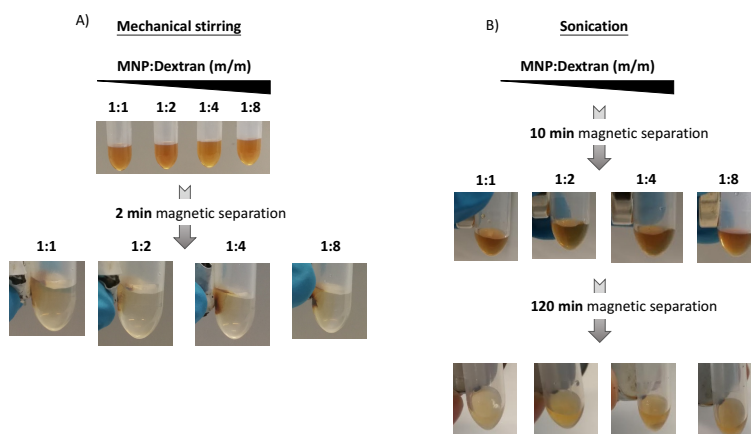 A)
Mechanical stirring
MNP:Dextran (m/m)
1:1 1:2 1:4 1:8
2 min magnetic separation
1:1 1:2 1:4 1:8
B)
Sonication
MNP:Dextran (m/m)
10 min magnetic separation
1:1 1:2 1:4 1:8
120 min magnetic separation